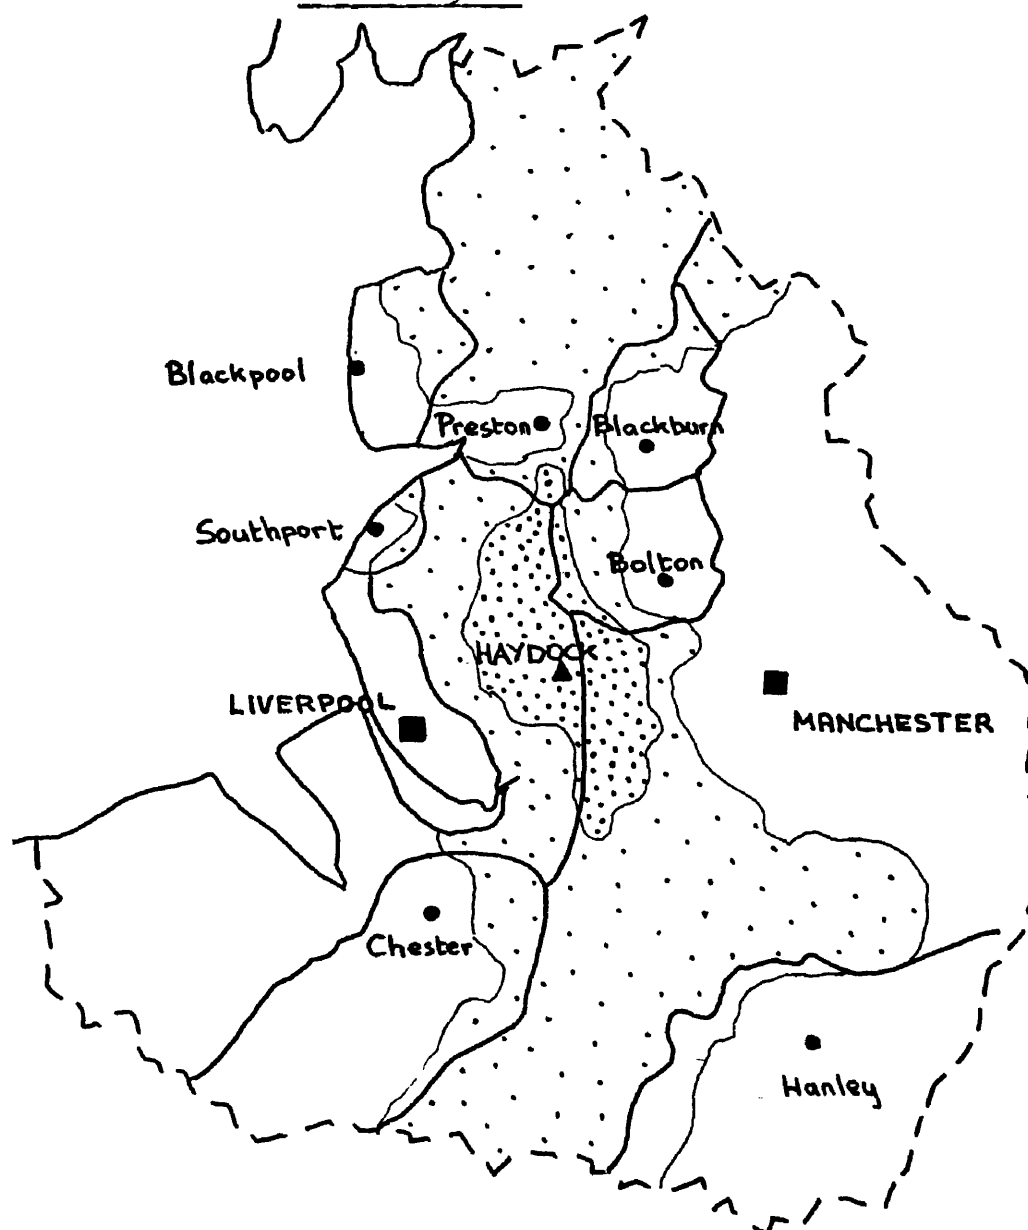 Blackpool
Preston
Blackburn
Southport
Bolton
HAYDOCK
LIVERPOOL
MANCHESTER
Chester
Hanley